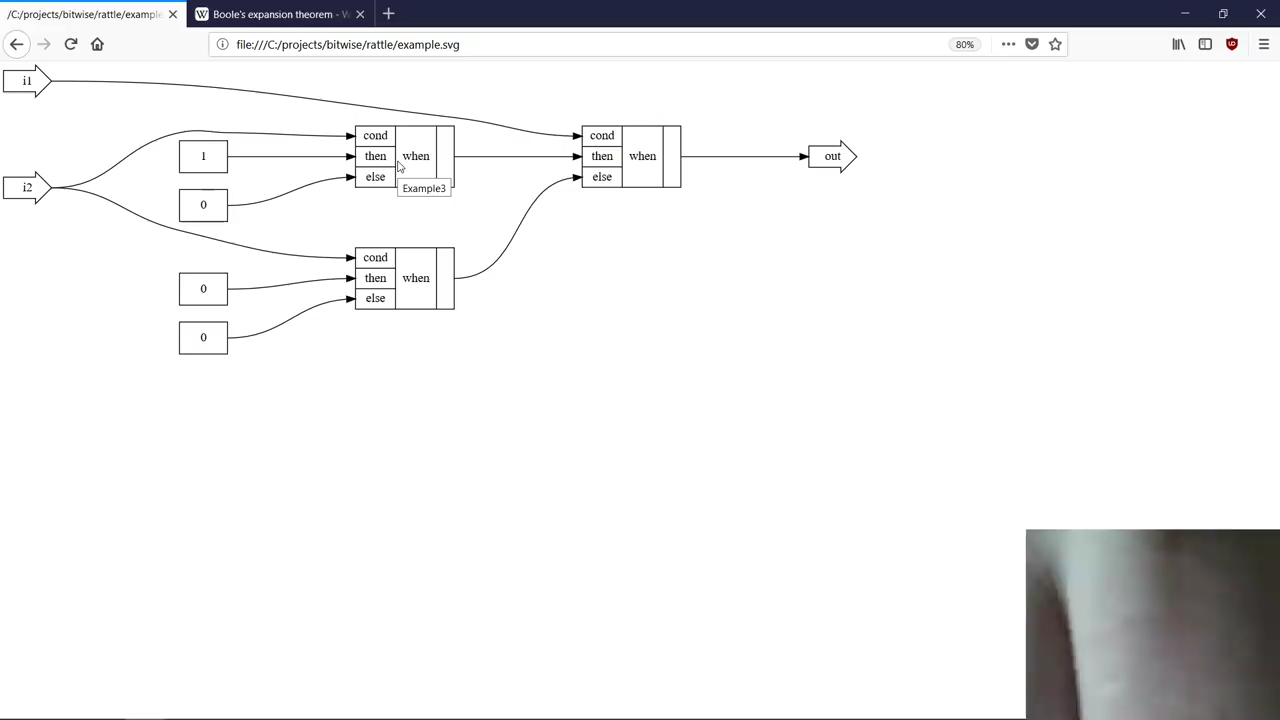 /C:/projects/bitwise/rattle/example
Boole's expansion theorem - W
file:///C:/projects/bitwise/rattle/example.svg
80%
i1
cond
1
then
when
else
0
Example3
cond
then
when
else
out
i2
cond
0
then
when
else
0